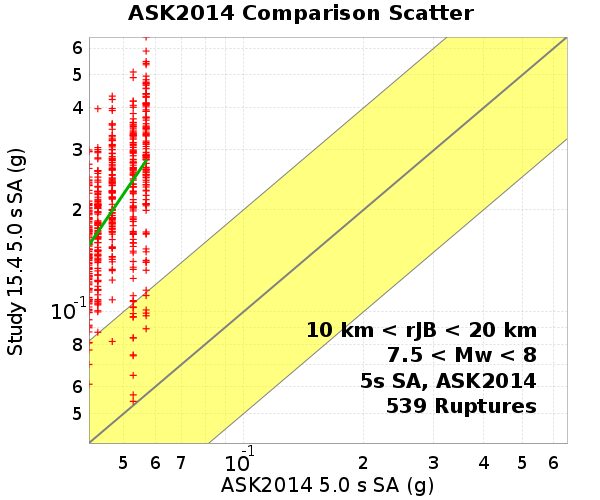 ASK2014 Comparison Scatter
6
5
4
3
2
10-1
8
6
5
Study 15.4 5.0 s SA (g)
10 km < rJB < 20 km
7.5 < Mw < 8
5s SA, ASK2014
539 Ruptures
5 6 7 10-1 2 3 4 5 6
ASK2014 5.0 s SA (g)